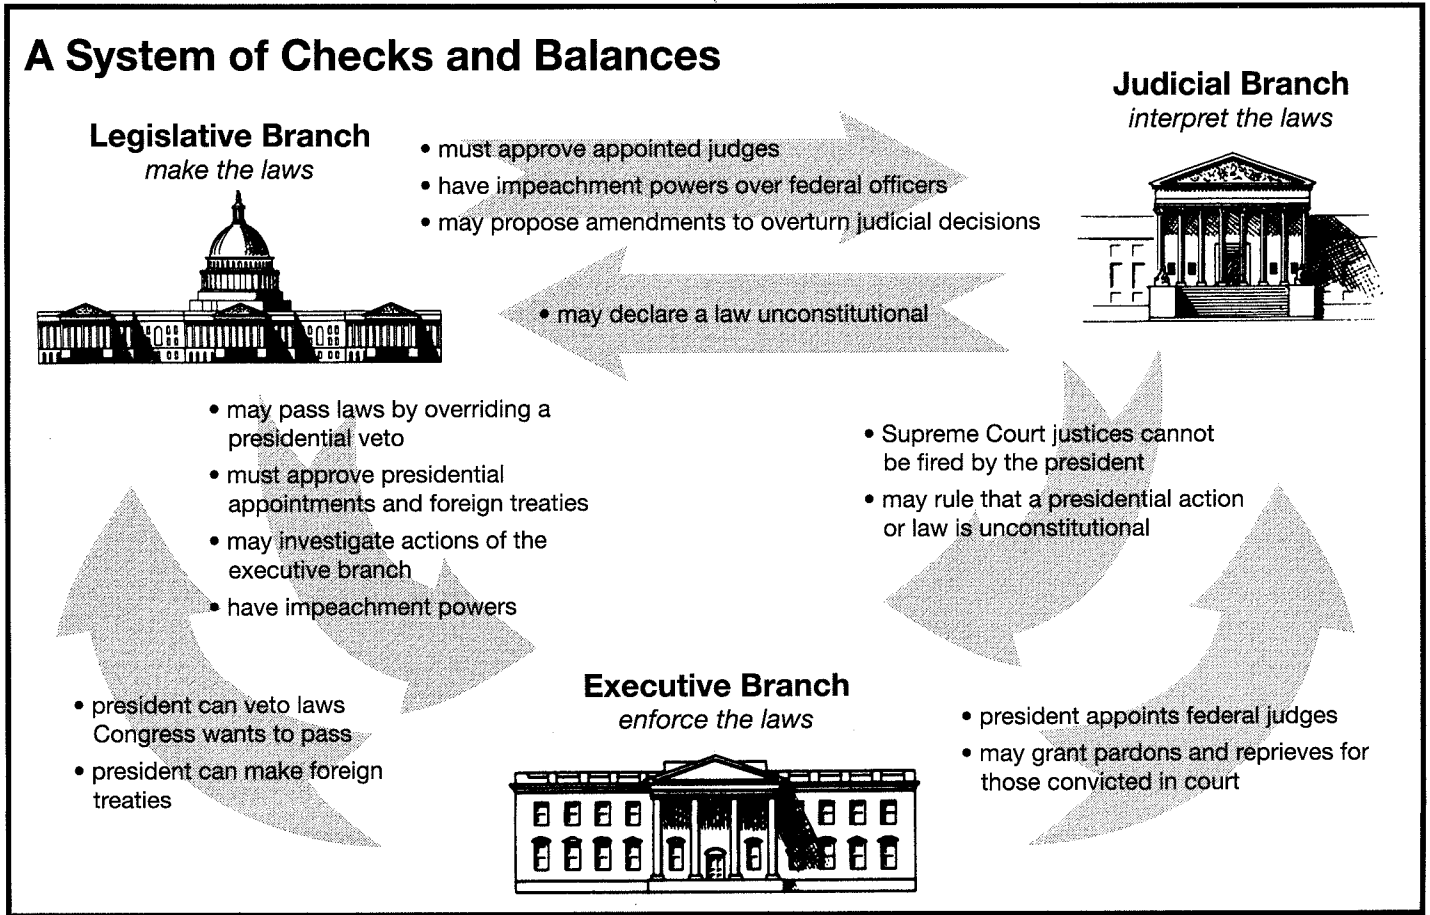 A System of Checks and Balances
Legislative Branch
make the laws
• must approve appointed judges
• have impeachment powers over federal officers
• may propose amendments to overturn judicial decisions
Judicial Branch
interpret the laws
• may declare a law unconstitutional
• may pass laws by overriding a
presidential veto
• must approve presidential
appointments and foreign treaties
• may investigate actions of the
executive branch
• have impeachment powers
• Supreme Court justices cannot
be fired by the president
• may rule that a presidential action
or law is unconstitutional
• president can veto laws
Congress wants to pass
• president can make foreign
treaties
Executive Branch
enforce the laws
• president appoints federal judges
• may grant pardons and reprieves for
those convicted in court